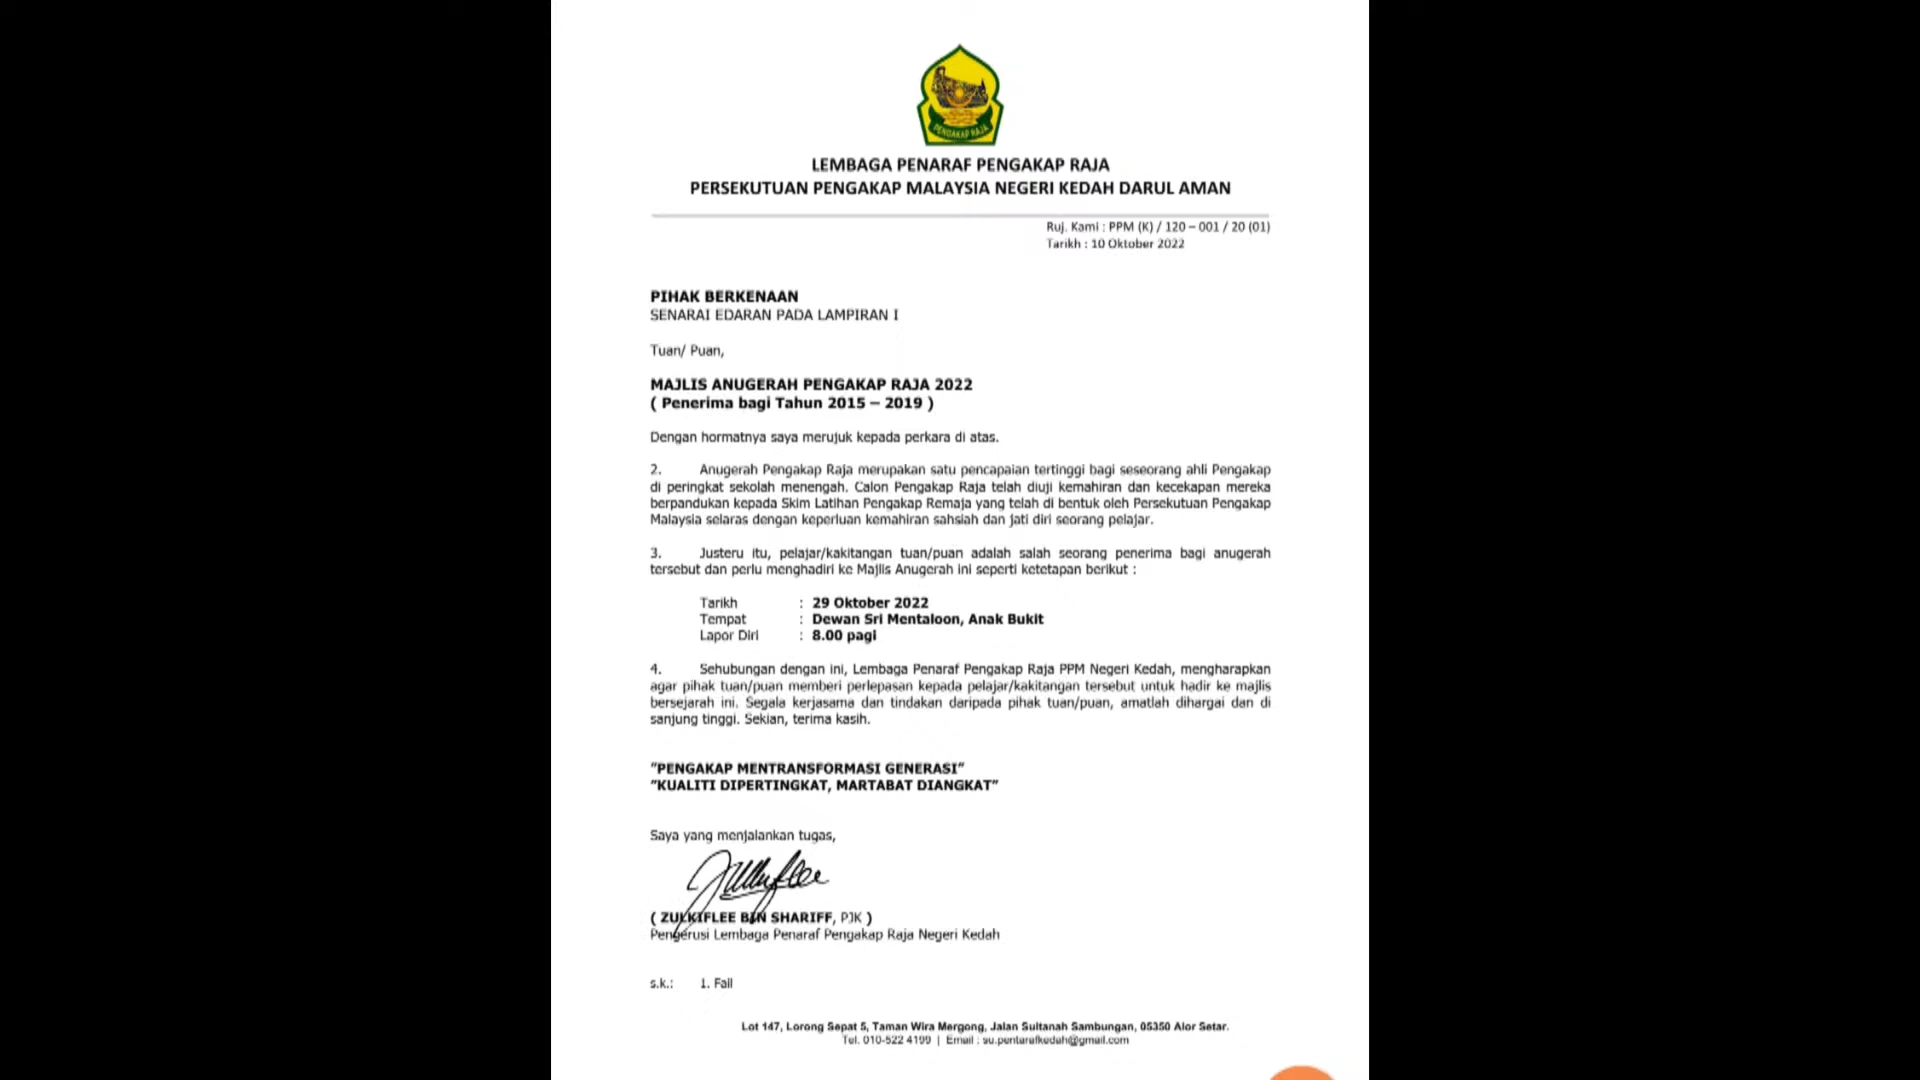 PENGAKAP RAJA
LEMBAGA PENARAF PENGAKAP RAJA
PERSEKUTUAN PENGAKAP MALAYSIA NEGERI KEDAH DARUL AMAN
Ruj. Kami : PPM (K) / 120 – 001 / 20 (01)
Tarikh : 10 Oktober 2022
PIHAK BERKENAAN
SENARAI EDARAN PADA LAMPIRAN I
Tuan/ Puan,
MAJLIS ANUGERAH PENGAKAP RAJA 2022
( Penerima bagi Tahun 2015 – 2019 )
Dengan hormatnya saya merujuk kepada perkara di atas.
2. Anugerah Pengakap Raja merupakan satu pencapaian tertinggi bagi seseorang ahli Pengakap
di peringkat sekolah menengah. Calon Pengakap Raja telah diuji kemahiran dan kecekapan mereka
berpandukan kepada Skim Latihan Pengakap Remaja yang telah di bentuk oleh Persekutuan Pengakap
Malaysia selaras dengan keperluan kemahiran sahsiah dan jati diri seorang pelajar.
3. Justeru itu, pelajar/kakitangan tuan/puan adalah salah seorang penerima bagi anugerah
tersebut dan perlu menghadiri ke Majlis Anugerah ini seperti ketetapan berikut :
Tarikh : 29 Oktober 2022
Tempat : Dewan Sri Mentaloon, Anak Bukit
Lapor Diri : 8.00 pagi
4. Sehubungan dengan ini, Lembaga Penaraf Pengakap Raja PPM Negeri Kedah, mengharapkan
agar pihak tuan/puan memberi perlepasan kepada pelajar/kakitangan tersebut untuk hadir ke majlis
bersejarah ini. Segala kerjasama dan tindakan daripada pihak tuan/puan, amatlah dihargai dan di
sanjung tinggi. Sekian, terima kasih.
"PENGAKAP MENTRANSFORMASI GENERASI"
"KUALITI DIPERTINGKAT, MARTABAT DIANGKAT"
Saya yang menjalankan tugas,
( ZULKIFLEE BIN SHARIFF, PJK )
Pengerusi Lembaga Penaraf Pengakap Raja Negeri Kedah
s.k.: 1. Fail
Lot 147, Lorong Sepat 5, Taman Wira Mergong, Jalan Sultanah Sambungan, 05350 Alor Setar.
Tel. 010-522 4199 | Email : su.pentarafkedah@gmail.com